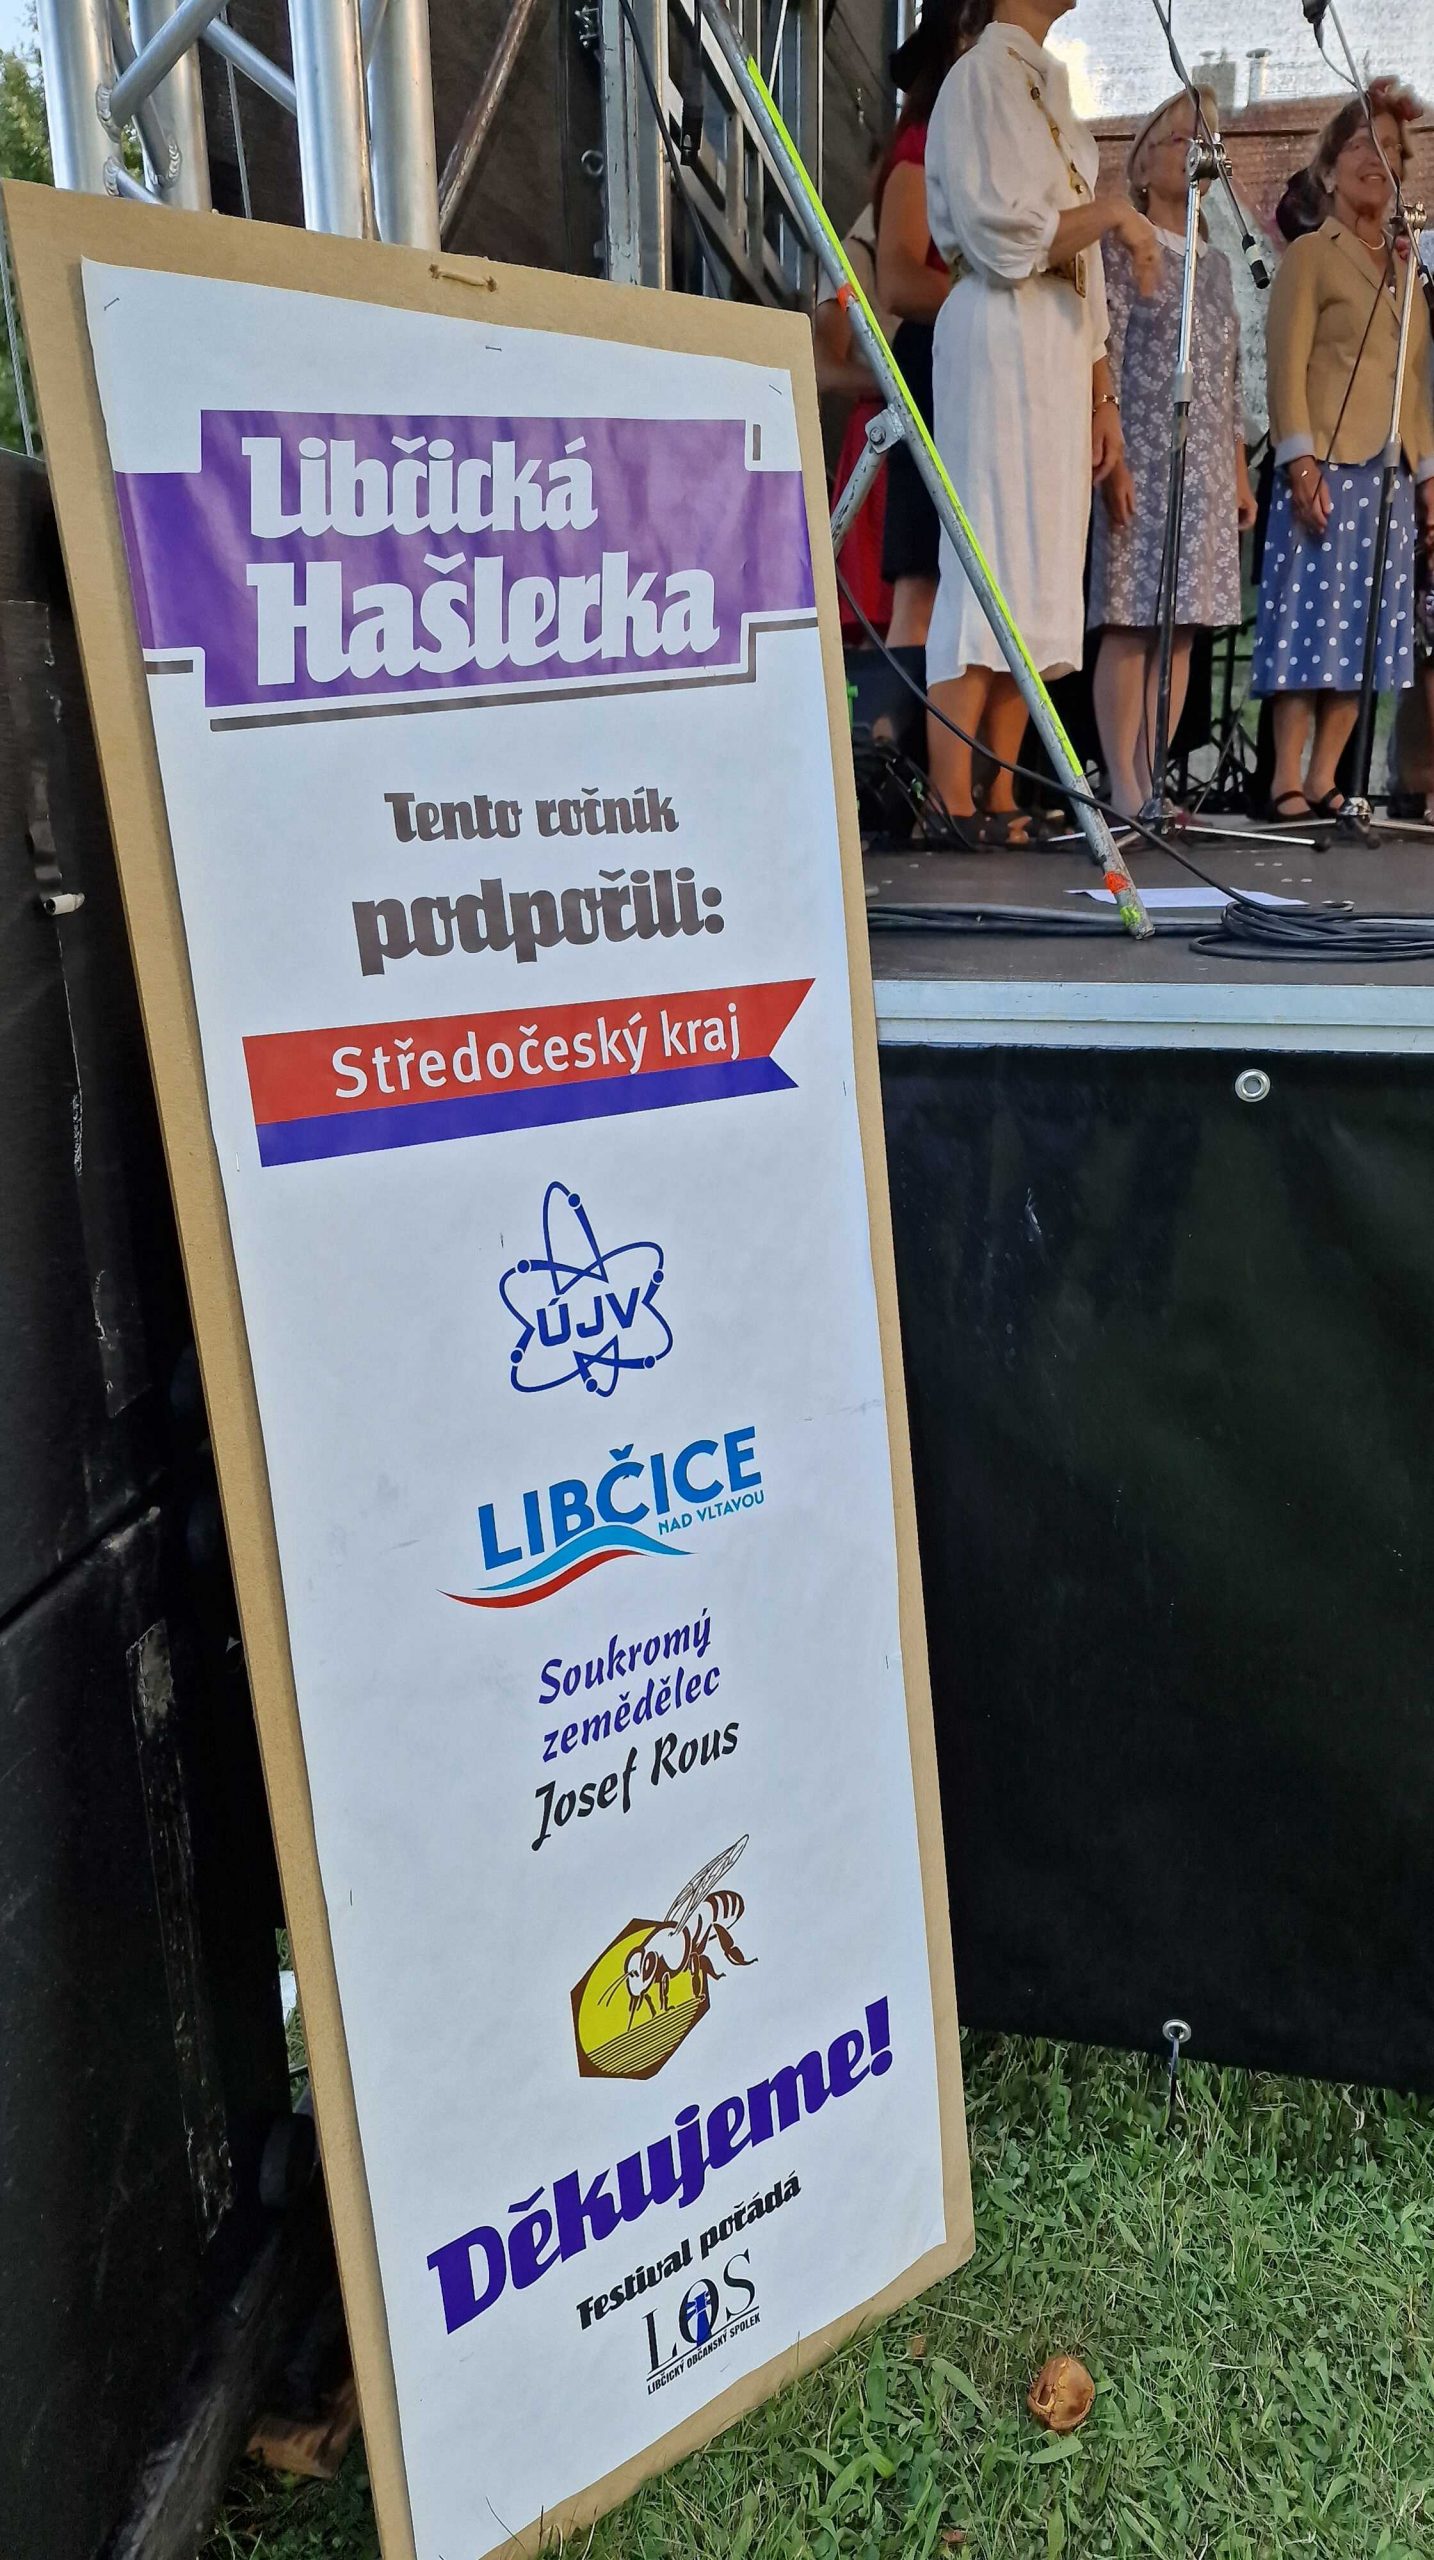 Libčická
Hašlerka
Tento ročník
podpořili:
Středočeský kraj
ÚJV
LIBČICE
NAD VLTAVOU
Soukromý
zemědělec
Josef Rous
Děkujeme!
Festival pořádá
LOS
LIBČICKÝ OBČANSKÝ SPOLEK